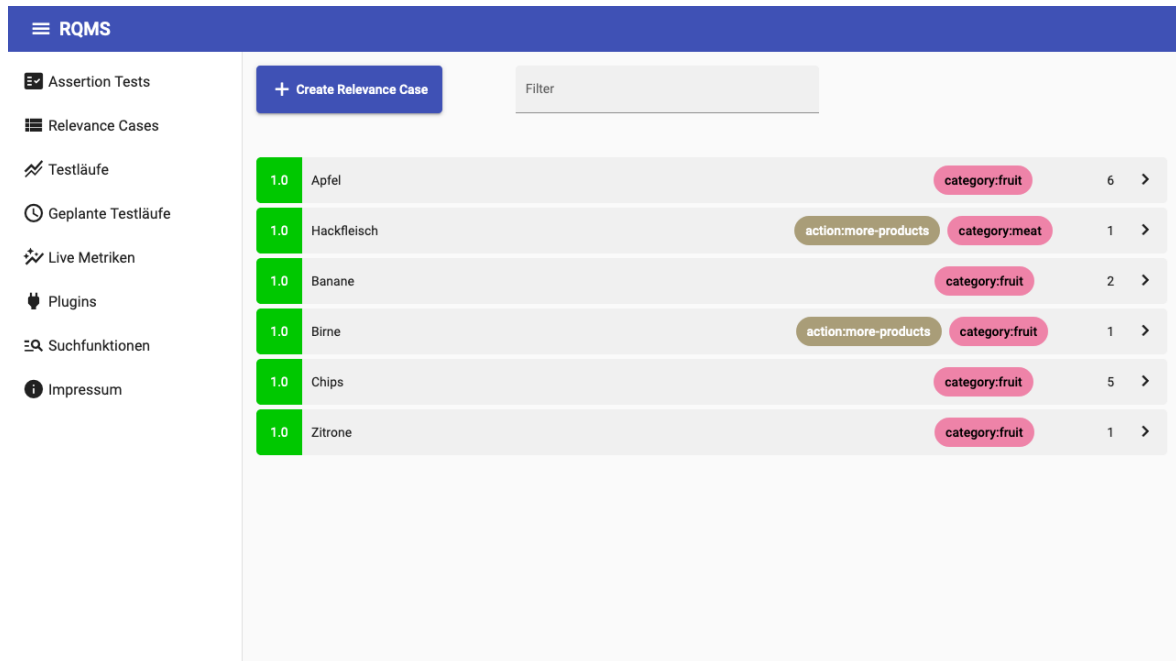 RQMS
Assertion Tests
Relevance Cases
Testläufe
Geplante Testläufe
Live Metriken
Plugins
Suchfunktionen
Impressum
Create Relevance Case
Filter
1.0 Apfel category:fruit 6
1.0 Hackfleisch action:more-products category:meat 1
1.0 Banane category:fruit 2
1.0 Birne action:more-products category:fruit 1
1.0 Chips category:fruit 5
1.0 Zitrone category:fruit 1